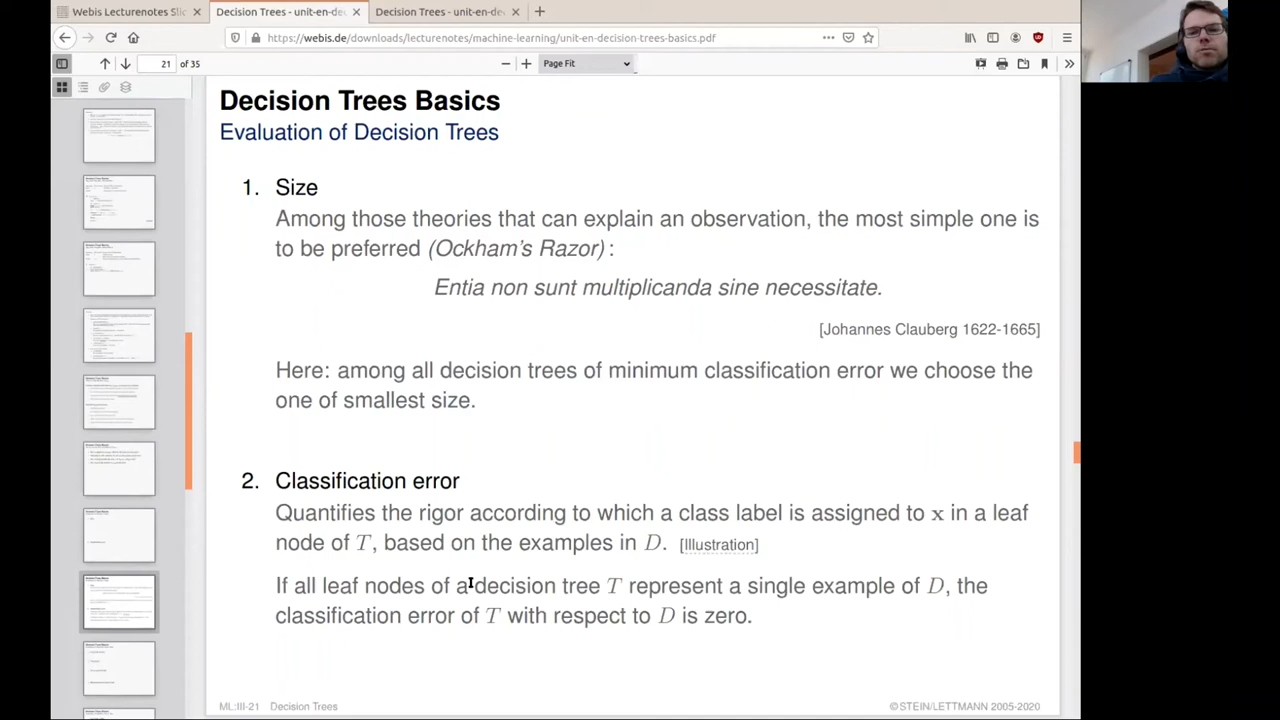 Webis Lecturenotes Slic
Decision Trees - unit-en-dec
Decision Trees - unit-en-de
https://webis.de/downloads/lecturenotes/machine-learning/unit-en-decision-trees-basics.pdf
21 of 35
Page Fit
Decision Trees Basics
Evaluation of Decision Trees
1. Size
Among those theories that can explain an observation, the most simple one is
to be preferred (Ockham's Razor) :
Entia non sunt multiplicanda sine necessitate.
[Johannes Clauberg 1622-1665]
Here: among all decision trees of minimum classification error we choose the
one of smallest size.
2. Classification error
Quantifies the rigor according to which a class label is assigned to x in a leaf
node of T, based on the examples in D. [Illustration]
If all leaf nodes of a decision tree T represent a single example of D, the
classification error of T with respect to D is zero.
ML:III-21 Decision Trees
© STEIN/LETTMANN 2005-2020